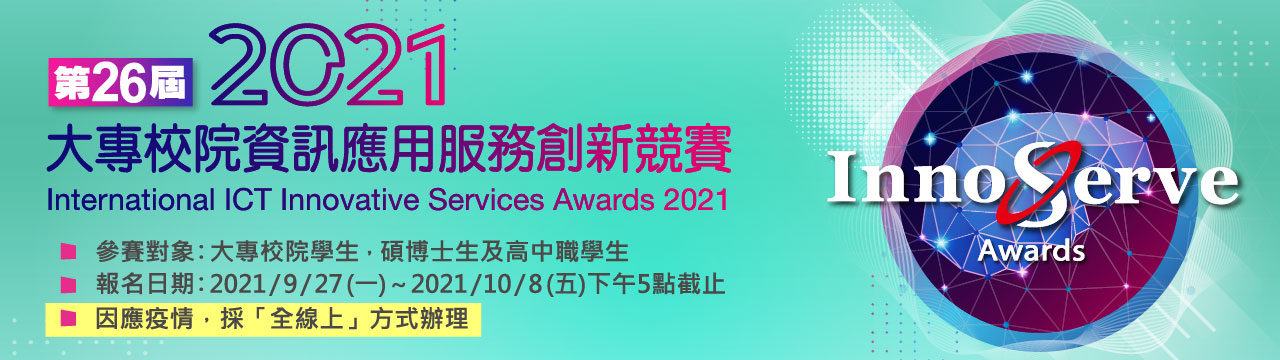 第26屆 2021
大專校院資訊應用服務創新競賽
International ICT Innovative Services Awards 2021
參賽對象：大專校院學生，碩博士生及高中職學生
報名日期：2021/9/27(一)~2021/10/8(五)下午5點截止
因應疫情，採「全線上」方式辦理
InnoServe
Awards